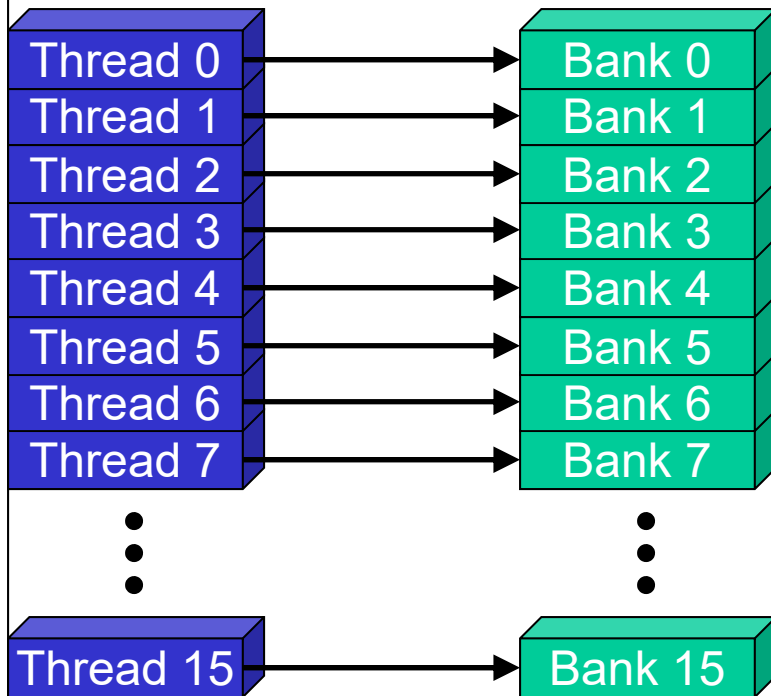 Thread 0
Bank 0
Thread 1
Bank 1
Thread 2
Bank 2
Thread 3
Bank 3
Thread 4
Bank 4
Thread 5
Bank 5
Thread 6
Bank 6
Thread 7
Bank 7
Thread 15
Bank 15